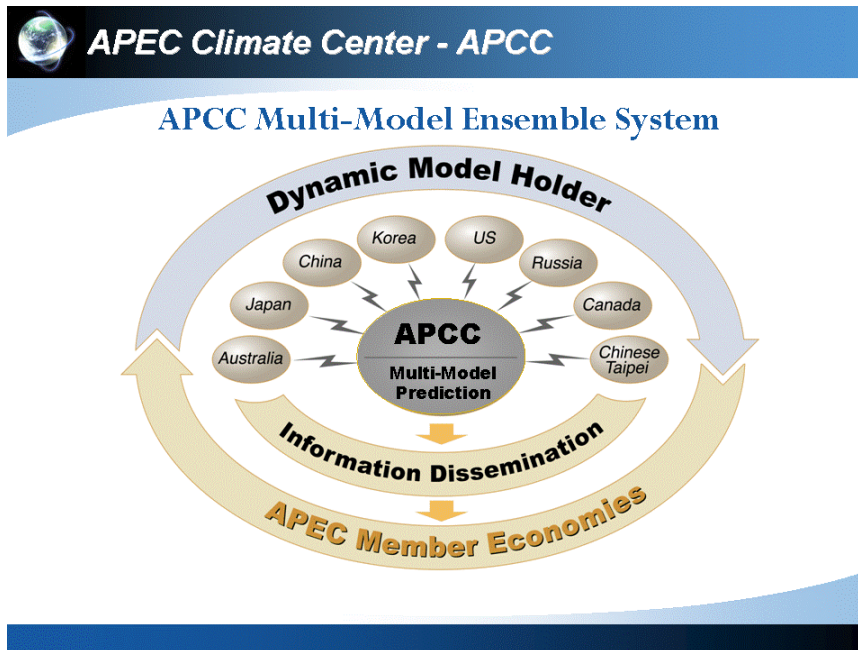 APEC Climate Center - APCC
APCC Multi-Model Ensemble System
Dynamic Model Holder
Korea
US
China
Russia
Japan
Canada
Australia
Chinese
Taipei
APCC
Multi-Model
Prediction
Information Dissemination
APEC Member Economies